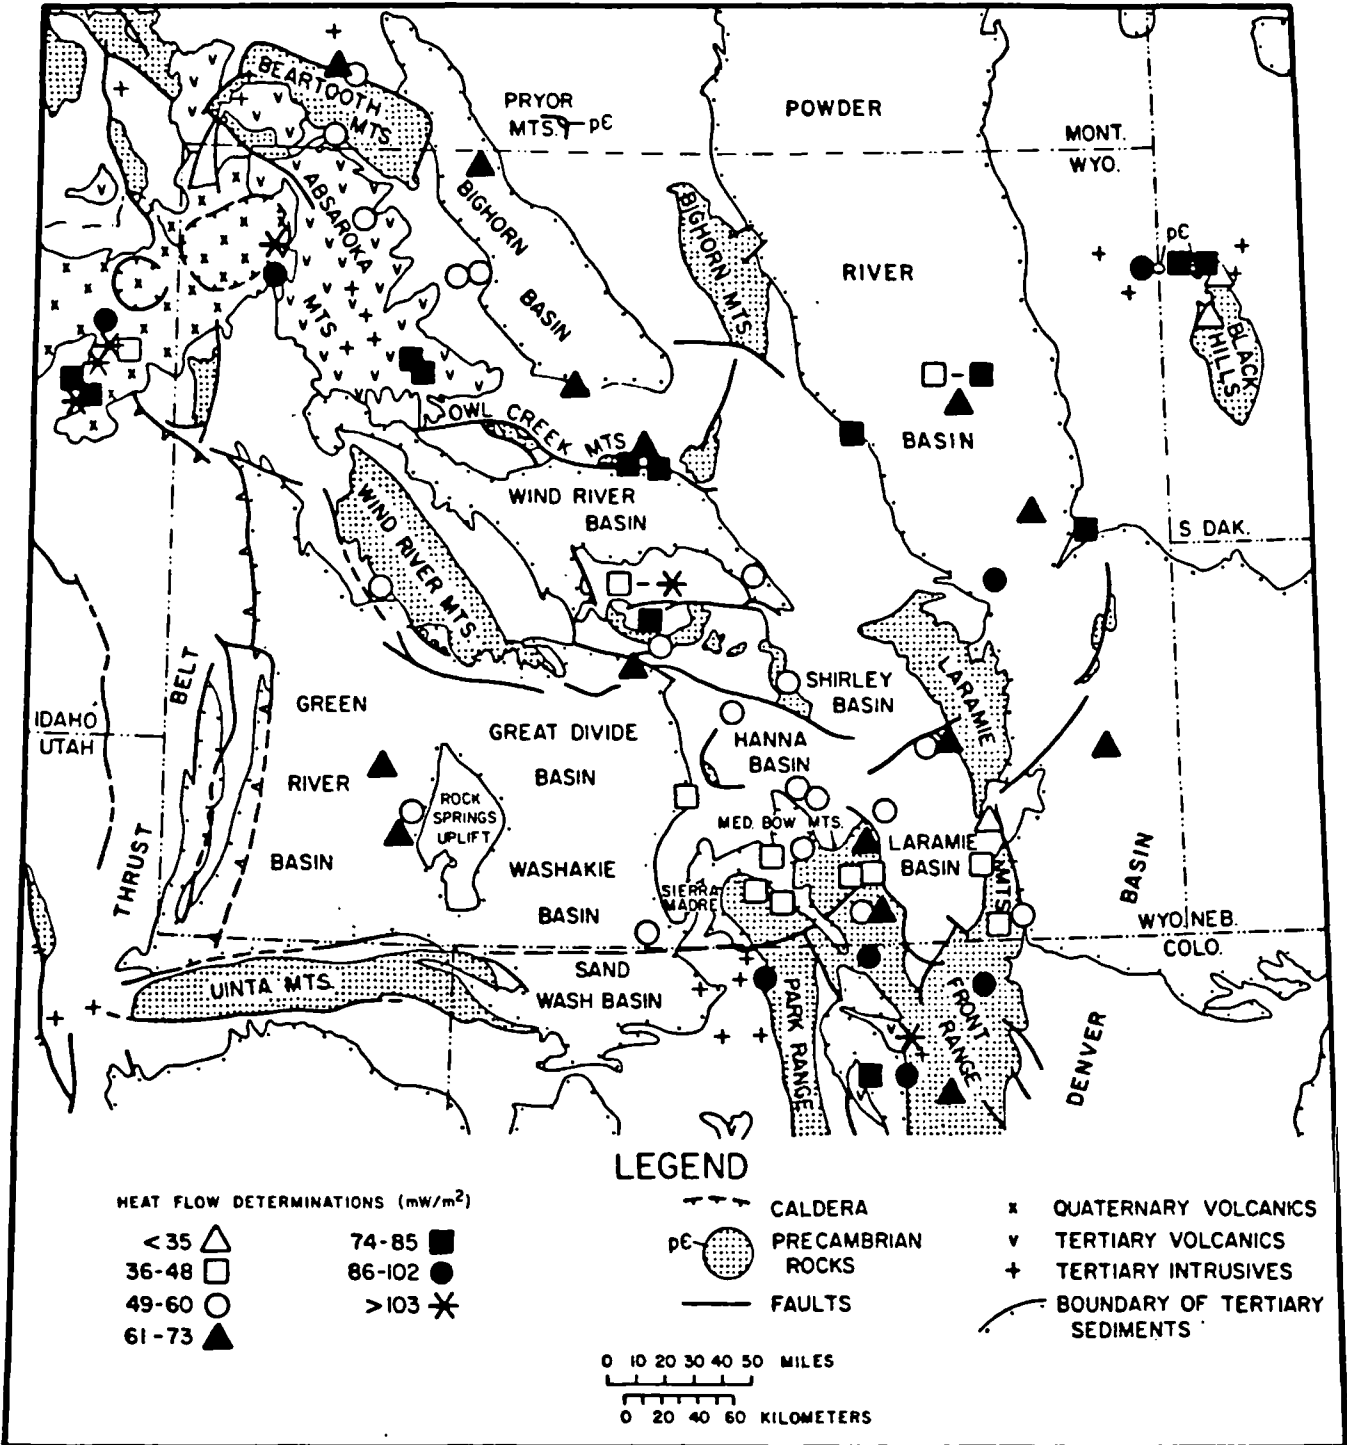 BEARTOOTH
MTS.
PRYOR
MTS.
pЄ
POWDER
MONT.
WYO.
ABSAROKA
MTS
BIGHORN
BASIN
BIGHORN MTS.
RIVER
pЄ
BLACK
HILLS
BASIN
OWL CREEK
MTS
WIND RIVER
BASIN
WIND RIVER MTS.
S. DAK.
BELT
IDAHO
UTAH
GREEN
RIVER
BASIN
GREAT DIVIDE
BASIN
SHIRLEY
BASIN
LARAMIE
MTS
HANNA
BASIN
ROCK
SPRINGS
UPLIFT
MED. BOW MTS.
LARAMIE
BASIN
THRUST
WASHAKIE
BASIN
SIERRA
MADRE
BASIN
WYO. NEB.
COLO.
UINTA MTS.
SAND
WASH BASIN
PARK RANGE
FRONT
RANGE
DENVER
LEGEND
HEAT FLOW DETERMINATIONS (mW/m²)
<35
36-48
49-60
61-73
74-85
86-102
>103
CALDERA
pЄ
PRECAMBRIAN
ROCKS
FAULTS
x QUATERNARY VOLCANICS
v TERTIARY VOLCANICS
+ TERTIARY INTRUSIVES
BOUNDARY OF TERTIARY
SEDIMENTS
0 10 20 30 40 50 MILES
0 20 40 60 KILOMETERS